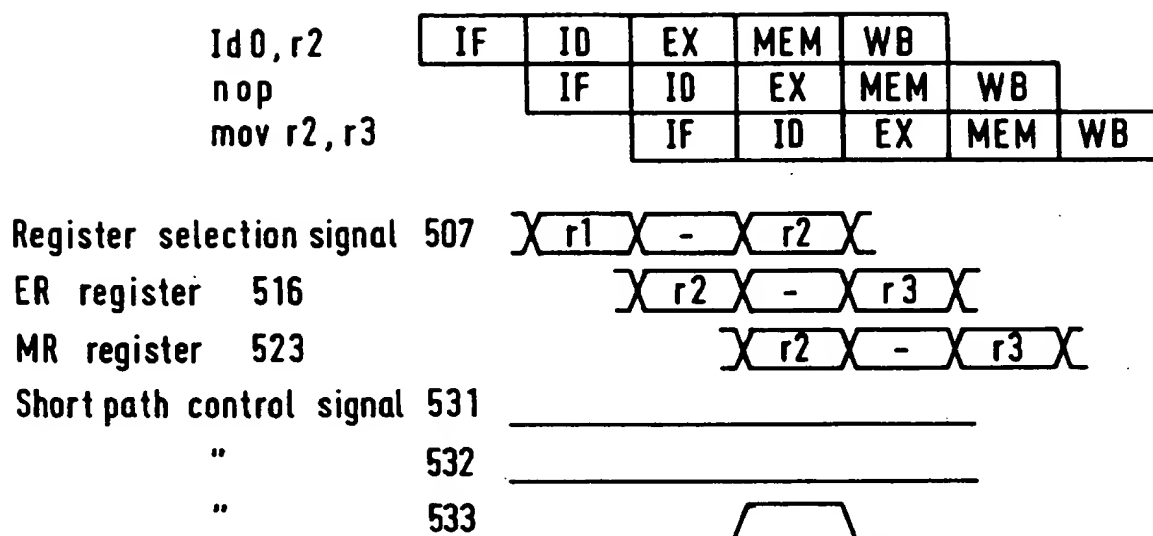 Id 0, r2 IF ID EX MEM WB
nop IF ID EX MEM WB
mov r2, r3 IF ID EX MEM WB
Register selection signal 507 r1 - r2
ER register 516 r2 - r3
MR register 523 r2 - r3
Short path control signal 531
" 532
" 533